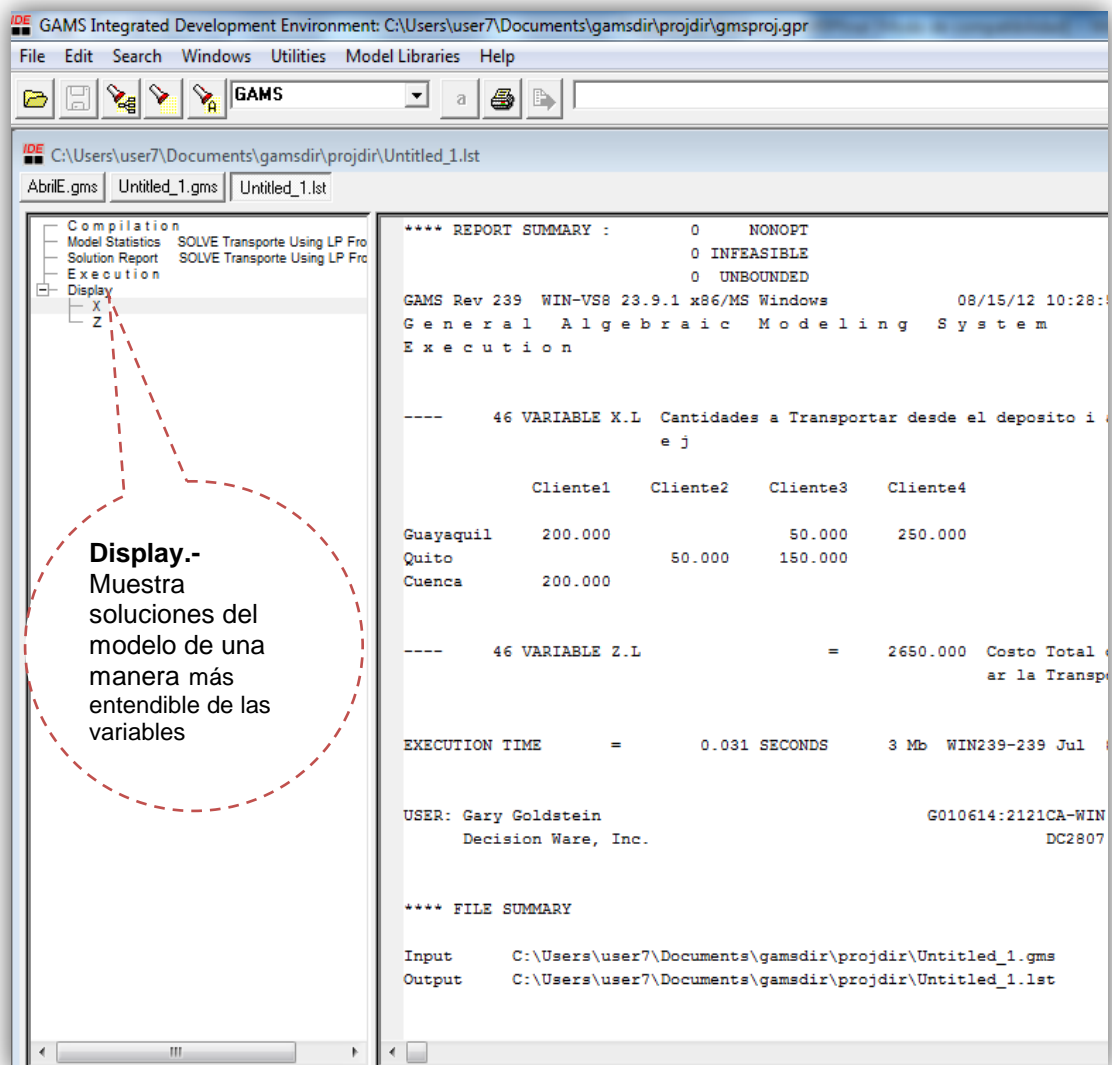 GAMS Integrated Development Environment: C:\Users\user7\Documents\gamsdir\projdir\gmsproj.gpr
File Edit Search Windows Utilities Model Libraries Help
GAMS
a
C:\Users\user7\Documents\gamsdir\projdir\Untitled_1.lst
AbrilE.gms Untitled_1.gms Untitled_1.lst
C o m p i l a t i o n
Model Statistics SOLVE Transporte Using LP Fro
Solution Report SOLVE Transporte Using LP Fro
E x e c u t i o n
Display
X
Z
Display.-
Muestra
soluciones del
modelo de una
manera más
entendible de las
variables
**** REPORT SUMMARY : 0 NONOPT
0 INFEASIBLE
0 UNBOUNDED
GAMS Rev 239 WIN-VS8 23.9.1 x86/MS Windows 08/15/12 10:28:
G e n e r a l A l g e b r a i c M o d e l i n g S y s t e m
E x e c u t i o n
---- 46 VARIABLE X.L Cantidades a Transportar desde el deposito i
e j
Cliente1 Cliente2 Cliente3 Cliente4
Guayaquil 200.000 50.000 250.000
Quito 50.000 150.000
Cuenca 200.000
---- 46 VARIABLE Z.L = 2650.000 Costo Total
ar la Transp
EXECUTION TIME = 0.031 SECONDS 3 Mb WIN239-239 Jul
USER: Gary Goldstein G010614:2121CA-WIN
Decision Ware, Inc. DC2807
**** FILE SUMMARY
Input C:\Users\user7\Documents\gamsdir\projdir\Untitled_1.gms
Output C:\Users\user7\Documents\gamsdir\projdir\Untitled_1.lst